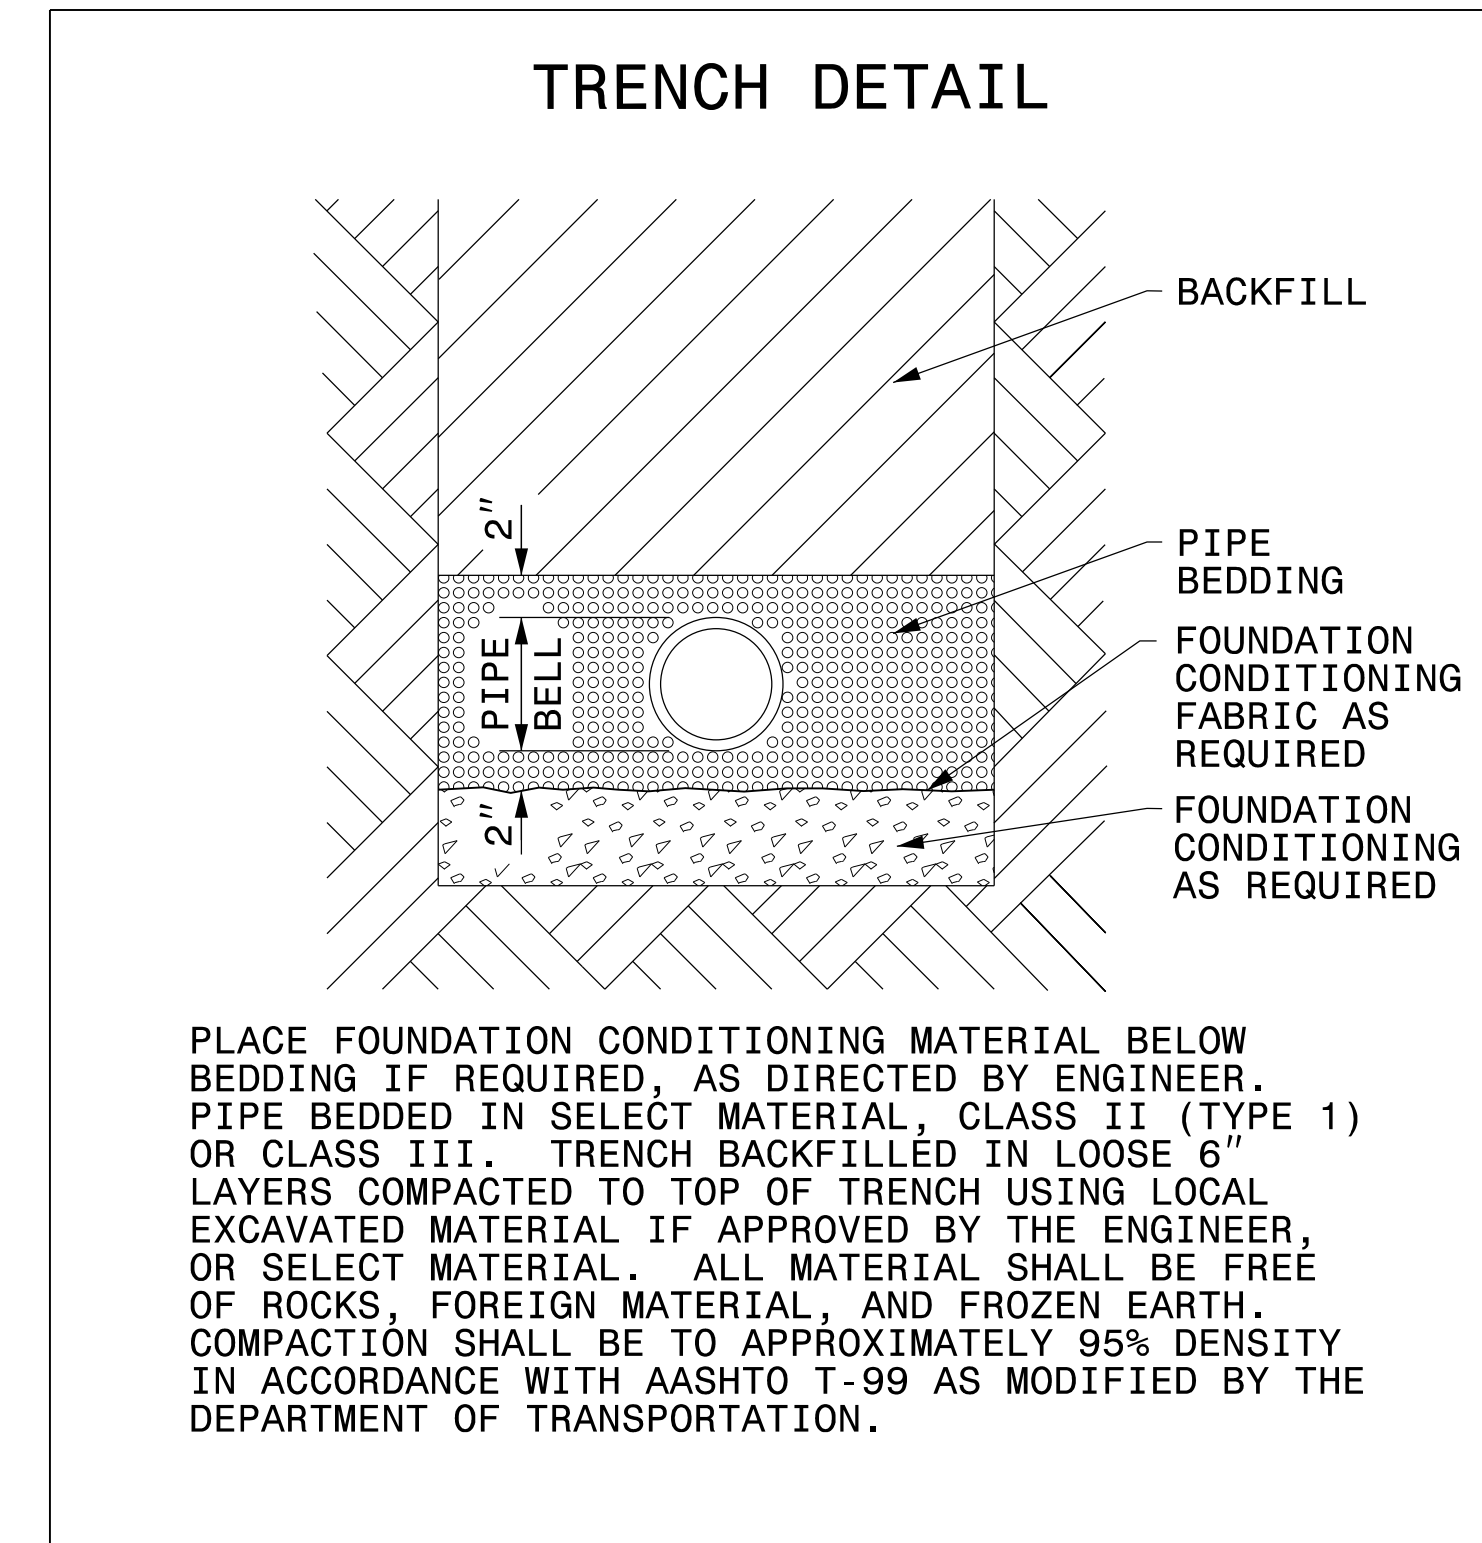 TRENCH DETAIL
BACKFILL
2"
PIPE
BEDDING
PIPE
BELL
FOUNDATION
CONDITIONING
FABRIC AS
REQUIRED
2"
FOUNDATION
CONDITIONING
AS REQUIRED
PLACE FOUNDATION CONDITIONING MATERIAL BELOW
BEDDING IF REQUIRED, AS DIRECTED BY ENGINEER.
PIPE BEDDED IN SELECT MATERIAL, CLASS II (TYPE 1)
OR CLASS III. TRENCH BACKFILLED IN LOOSE 6"
LAYERS COMPACTED TO TOP OF TRENCH USING LOCAL
EXCAVATED MATERIAL IF APPROVED BY THE ENGINEER,
OR SELECT MATERIAL. ALL MATERIAL SHALL BE FREE
OF ROCKS, FOREIGN MATERIAL, AND FROZEN EARTH.
COMPACTION SHALL BE TO APPROXIMATELY 95% DENSITY
IN ACCORDANCE WITH AASHTO T-99 AS MODIFIED BY THE
DEPARTMENT OF TRANSPORTATION.